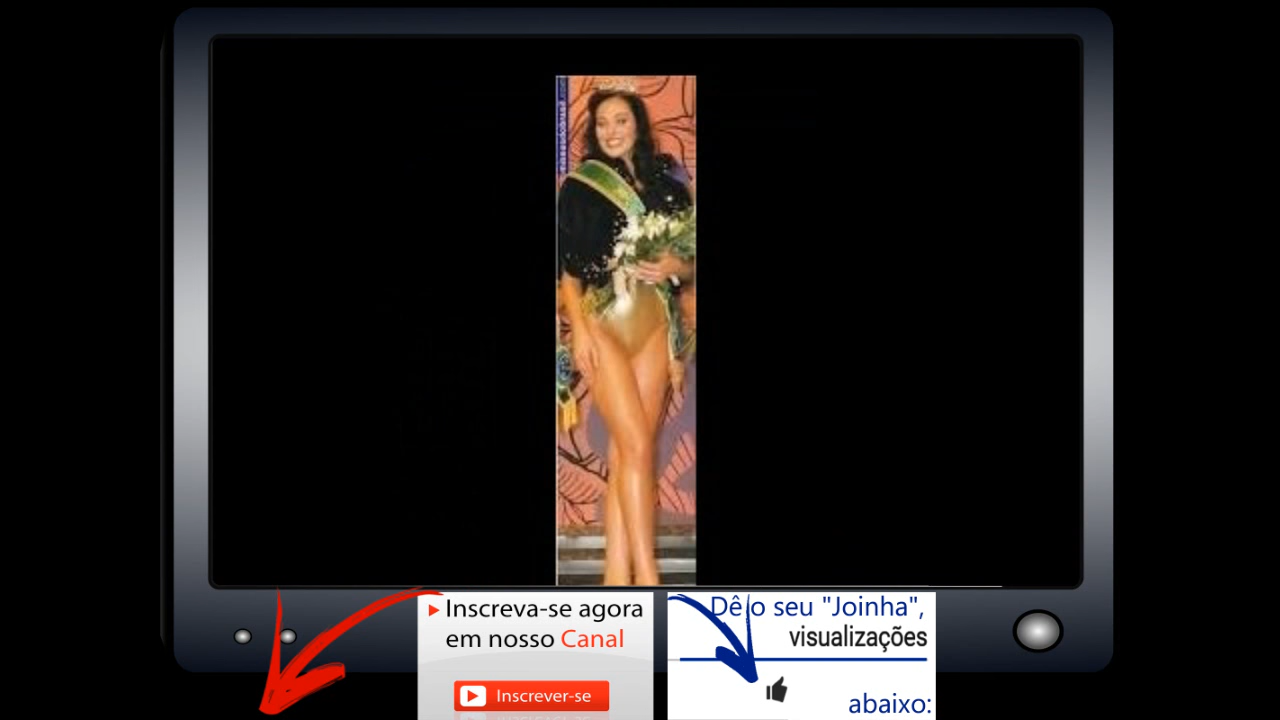 Inscreva-se agora
em nosso Canal
Inscrever-se
Dê o seu "Joinha",
visualizações
abaixo: